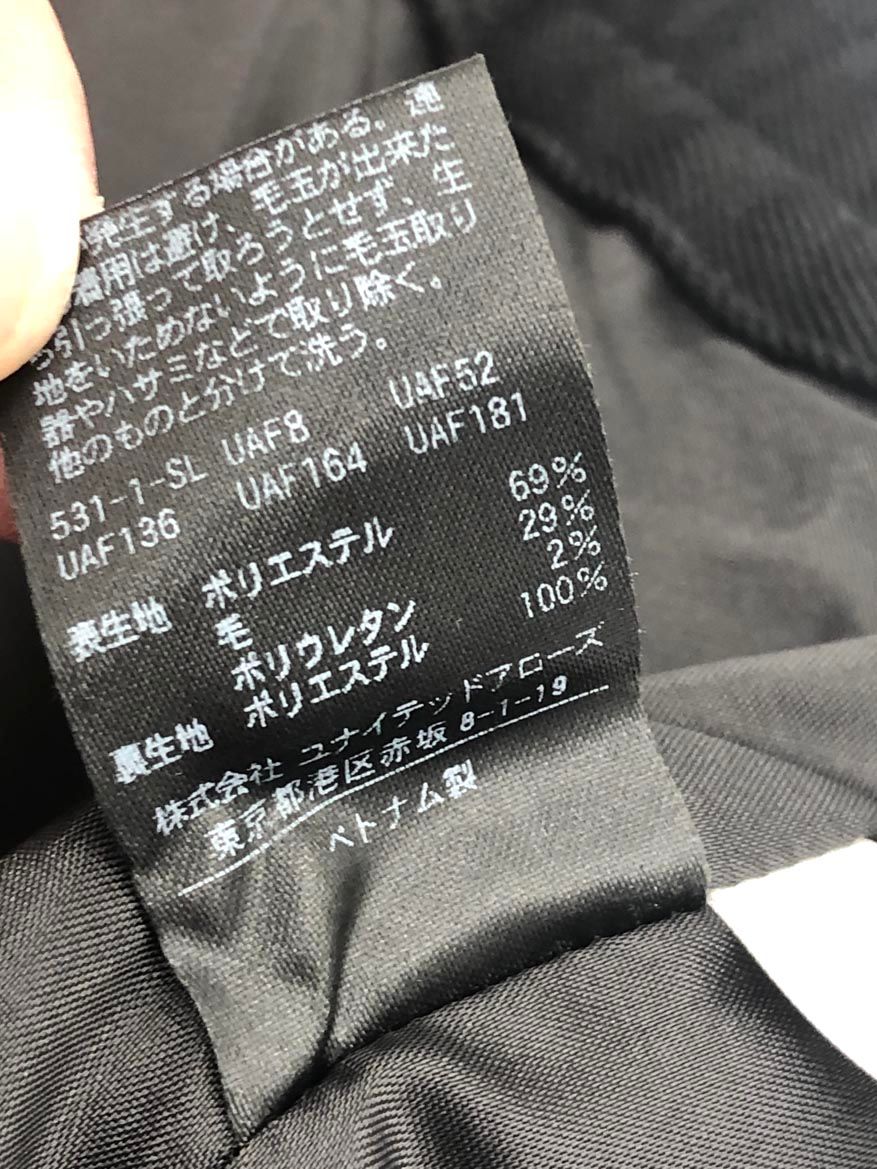 発生する場合がある。連
着用は避け、毛玉が出来た
ら引っ張って取ろうとせず、生
地をいためないように毛玉取り
器やハサミなどで取り除く。
他のものと分けて洗う。
531-1-SL UAF8 UAF52
UAF136 UAF164 UAF181
表生地 ポリエステル 69%
毛 29%
ポリウレタン 2%
裏生地 ポリエステル 100%
株式会社 ユナイテッドアローズ
東京都港区赤坂 8-1-19
ベトナム製